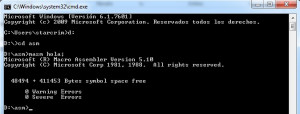 C:\Windows\system32\cmd.exe
Microsoft Windows [Versión 6.1.7601]
Copyright (c) 2009 Microsoft Corporation. Reservados todos los derechos.
C:\Users\starcrim>d:
D:\>cd asm
D:\asm>masm hola;
Microsoft (R) Macro Assembler Version 5.10
Copyright (C) Microsoft Corp 1981, 1988. All rights reserved.
48494 + 411453 Bytes symbol space free
0 Warning Errors
0 Severe Errors
D:\asm>